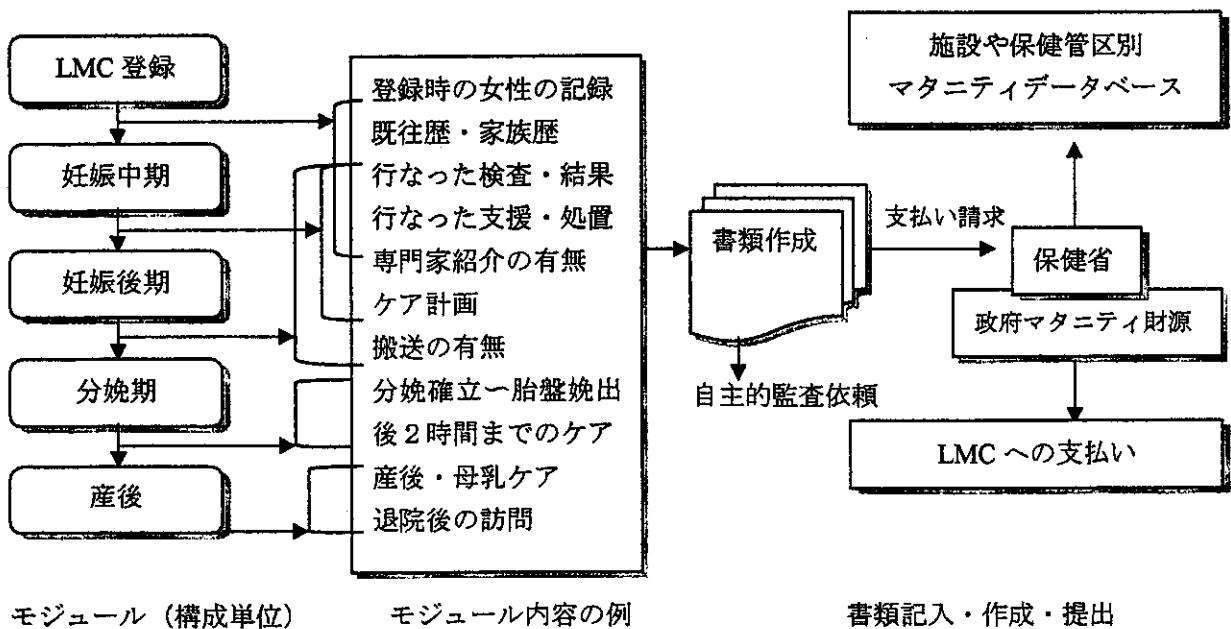 LMC 登録
妊娠中期
妊娠後期
分娩期
産後
モジュール（構成単位）
登録時の女性の記録
既往歴・家族歴
行なった検査・結果
行なった支援・処置
専門家紹介の有無
ケア計画
搬送の有無
分娩確立～胎盤娩出
後２時間までのケア
産後・母乳ケア
退院後の訪問
モジュール内容の例
書類作成
自主的監査依頼
支払い請求
施設や保健管区別
マタニティデータベース
保健省
政府マタニティ財源
LMC への支払い
書類記入・作成・提出